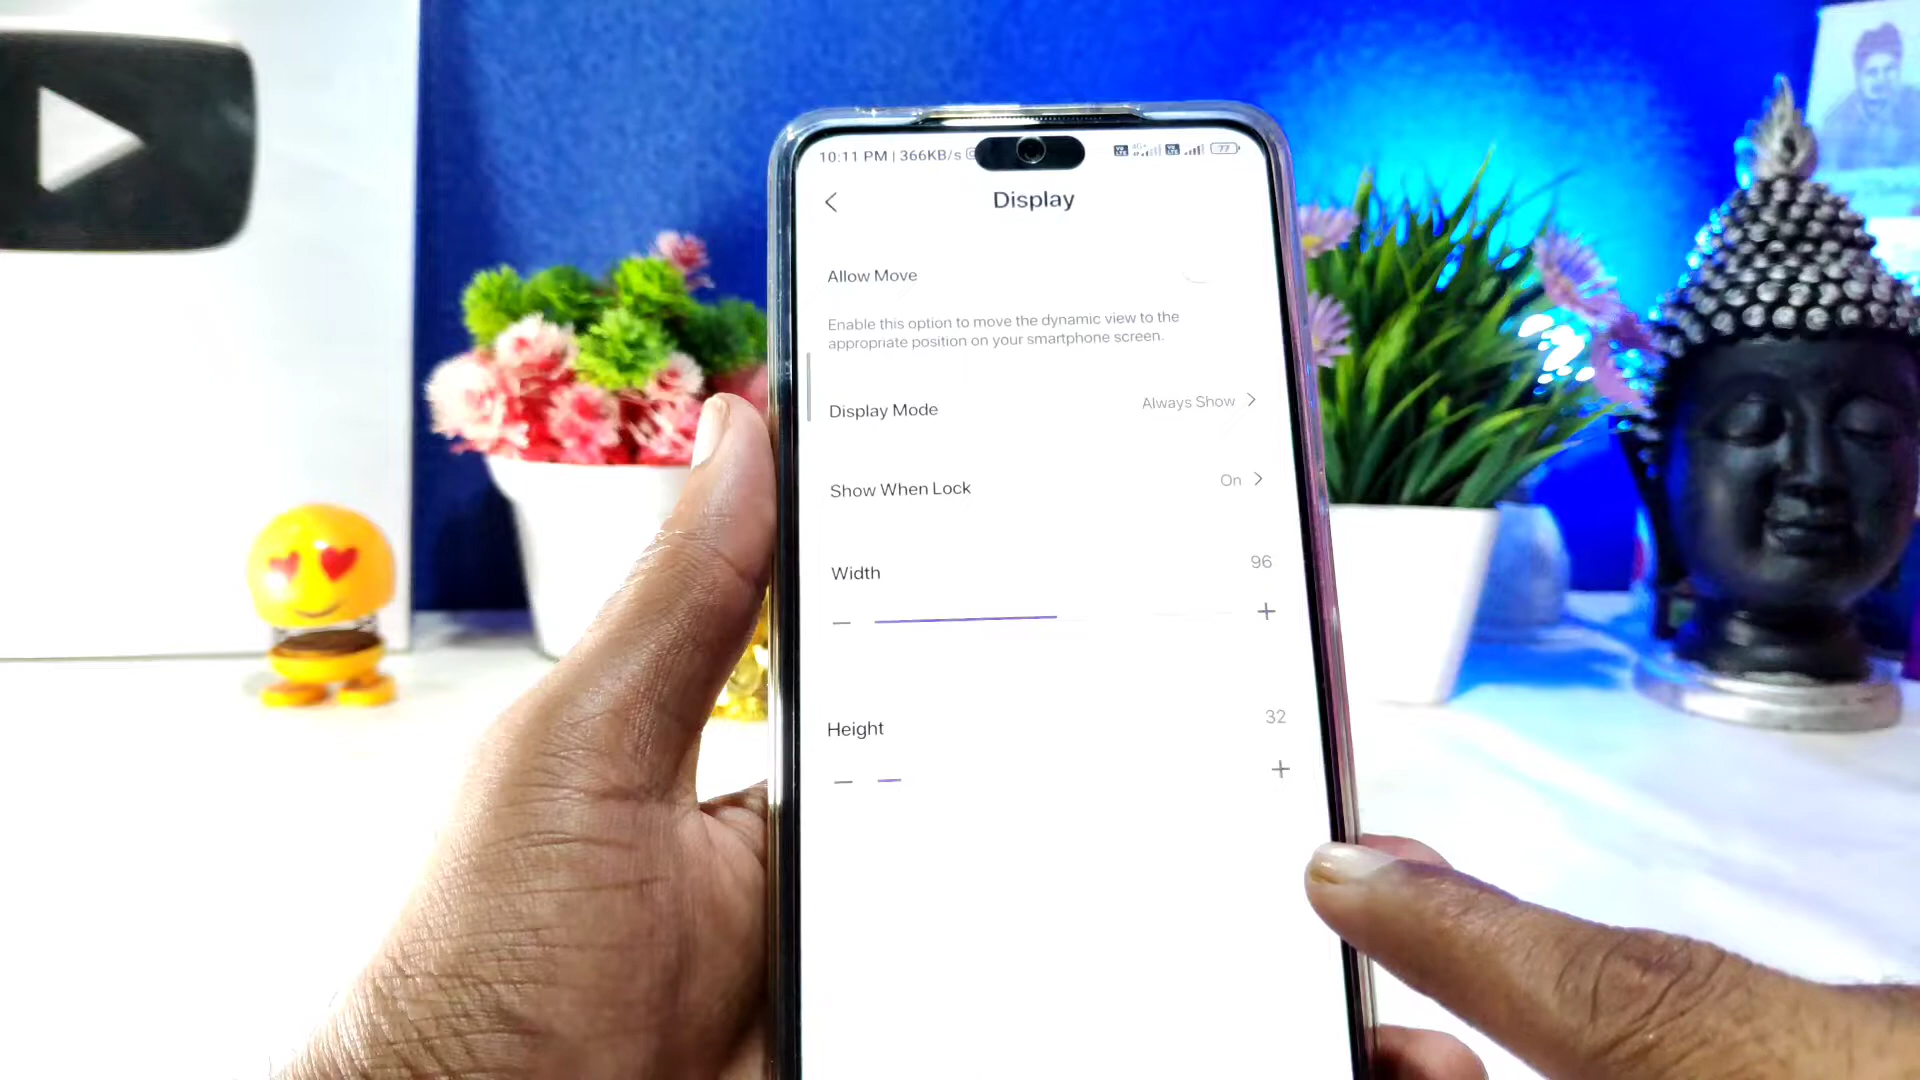 10:11 PM | 366KB/s
77
Display
Allow Move
Enable this option to move the dynamic view to the
appropriate position on your smartphone screen.
Display Mode
Always Show
Show When Lock
On
Width
96
Height
32